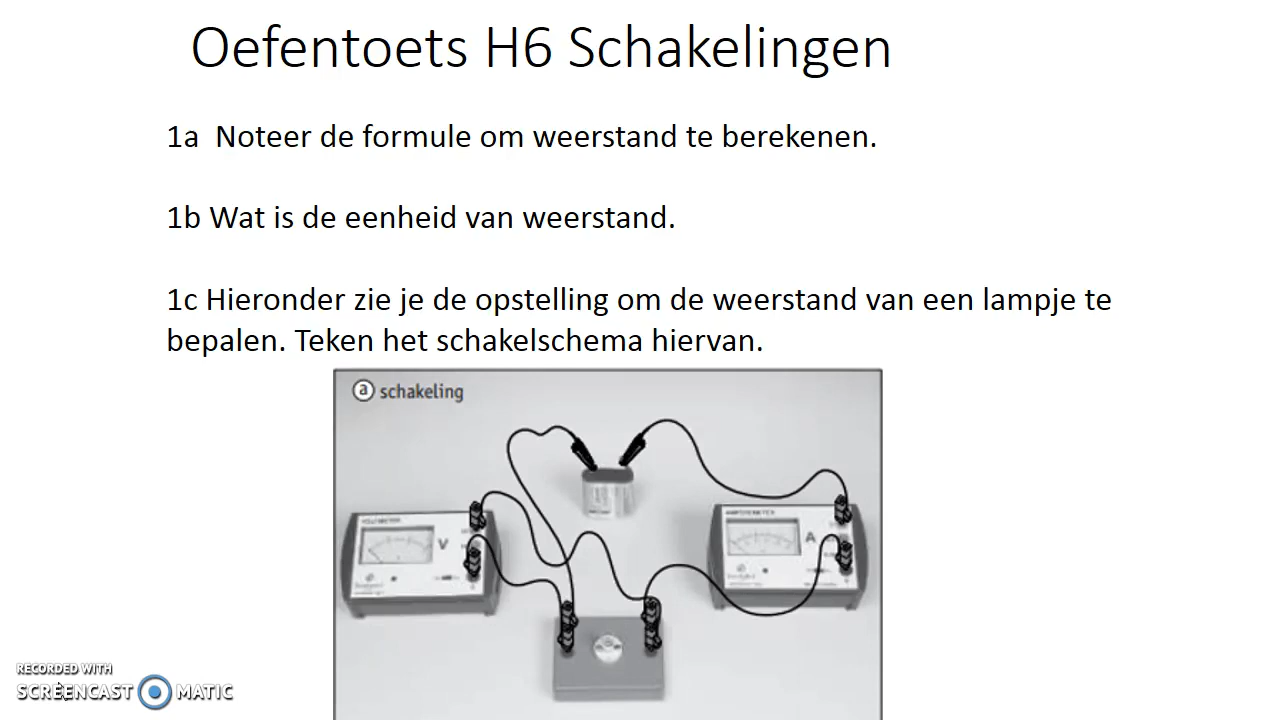 Oefentoets H6 Schakelingen
1a Noteer de formule om weerstand te berekenen.
1b Wat is de eenheid van weerstand.
1c Hieronder zie je de opstelling om de weerstand van een lampje te
bepalen. Teken het schakelschema hiervan.
a schakeling
VOLTMETER
V
AMPEREMETER
A
RECORDED WITH
SCREENCAST MATIC